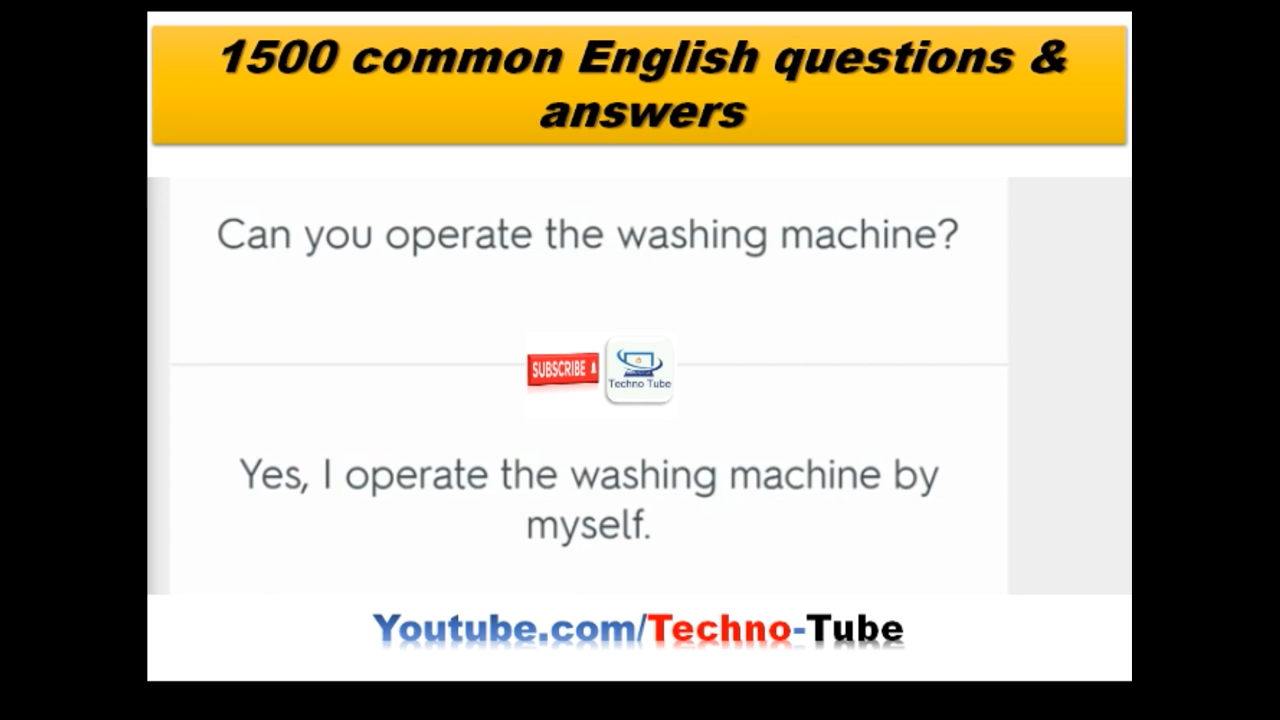 1500 common English questions &
answers
Can you operate the washing machine?
SUBSCRIBE
Techno Tube
Yes, I operate the washing machine by
myself.
Youtube.com/Techno-Tube